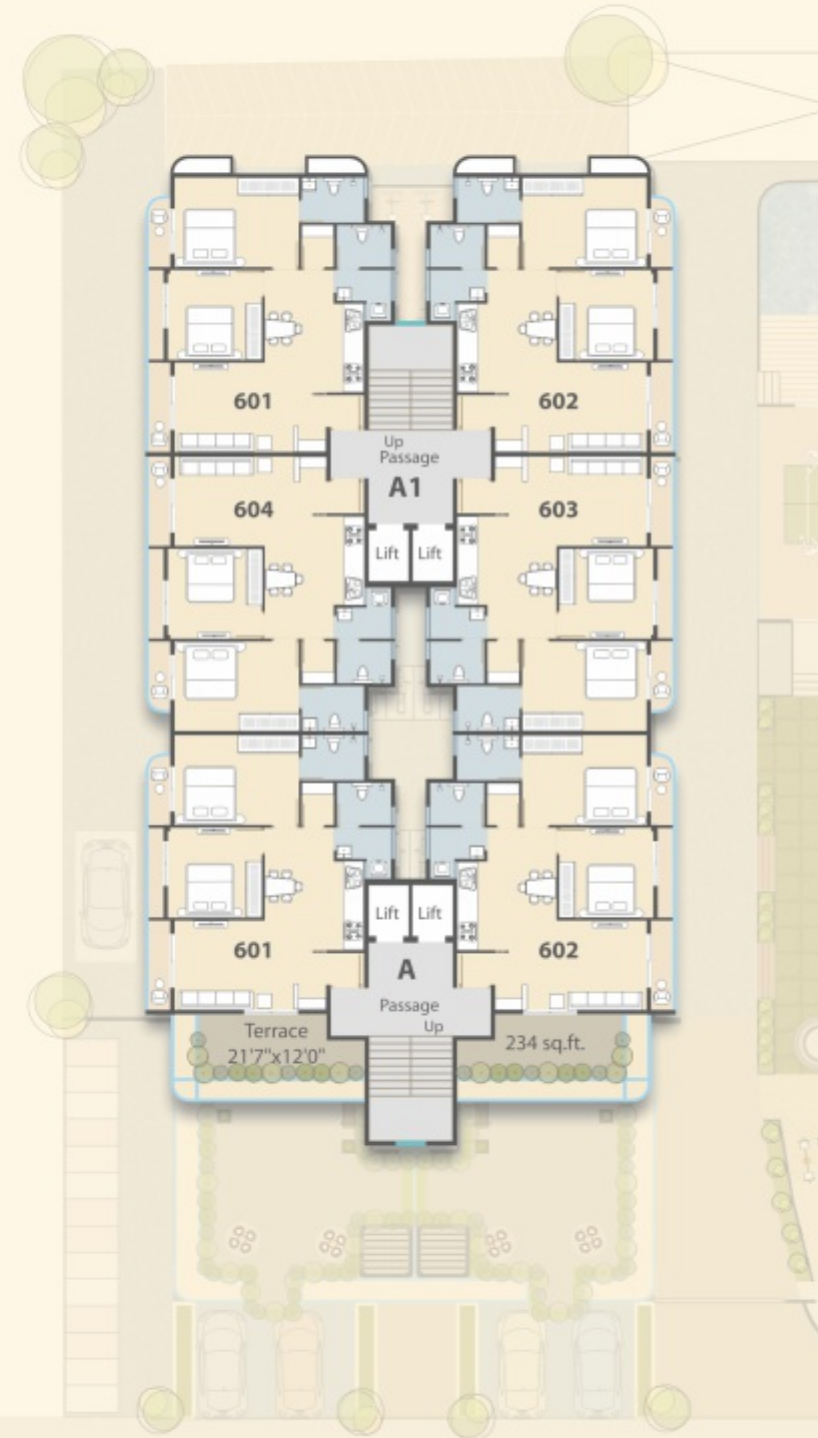 601
602
Up
Passage
A1
604
603
Lift Lift
Lift Lift
601
A
602
Passage
Up
Terrace
21'7"x12'0"
234 sq.ft.